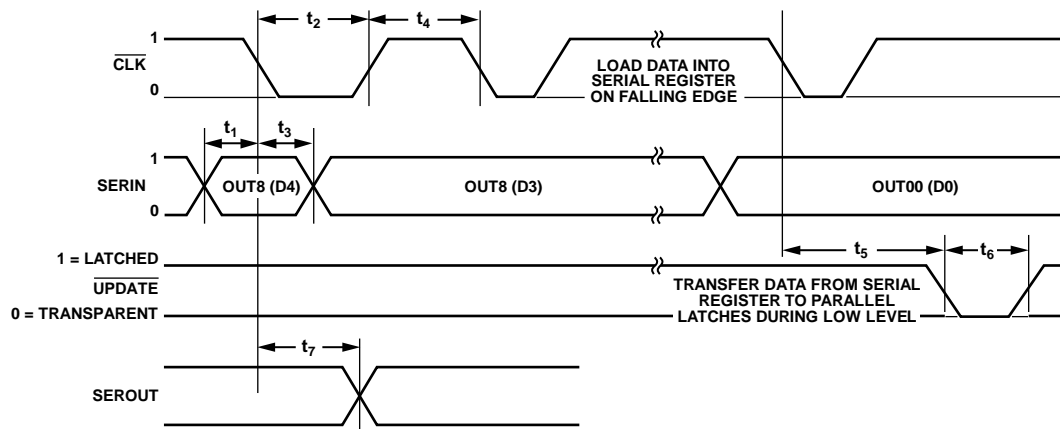 t2
t4
1
CLK
0
LOAD DATA INTO
SERIAL REGISTER
ON FALLING EDGE
t1
t3
1
SERIN
0
OUT8 (D4)
OUT8 (D3)
OUT00 (D0)
t5
t6
1 = LATCHED
UPDATE
0 = TRANSPARENT
TRANSFER DATA FROM SERIAL
REGISTER TO PARALLEL
LATCHES DURING LOW LEVEL
t7
SEROUT